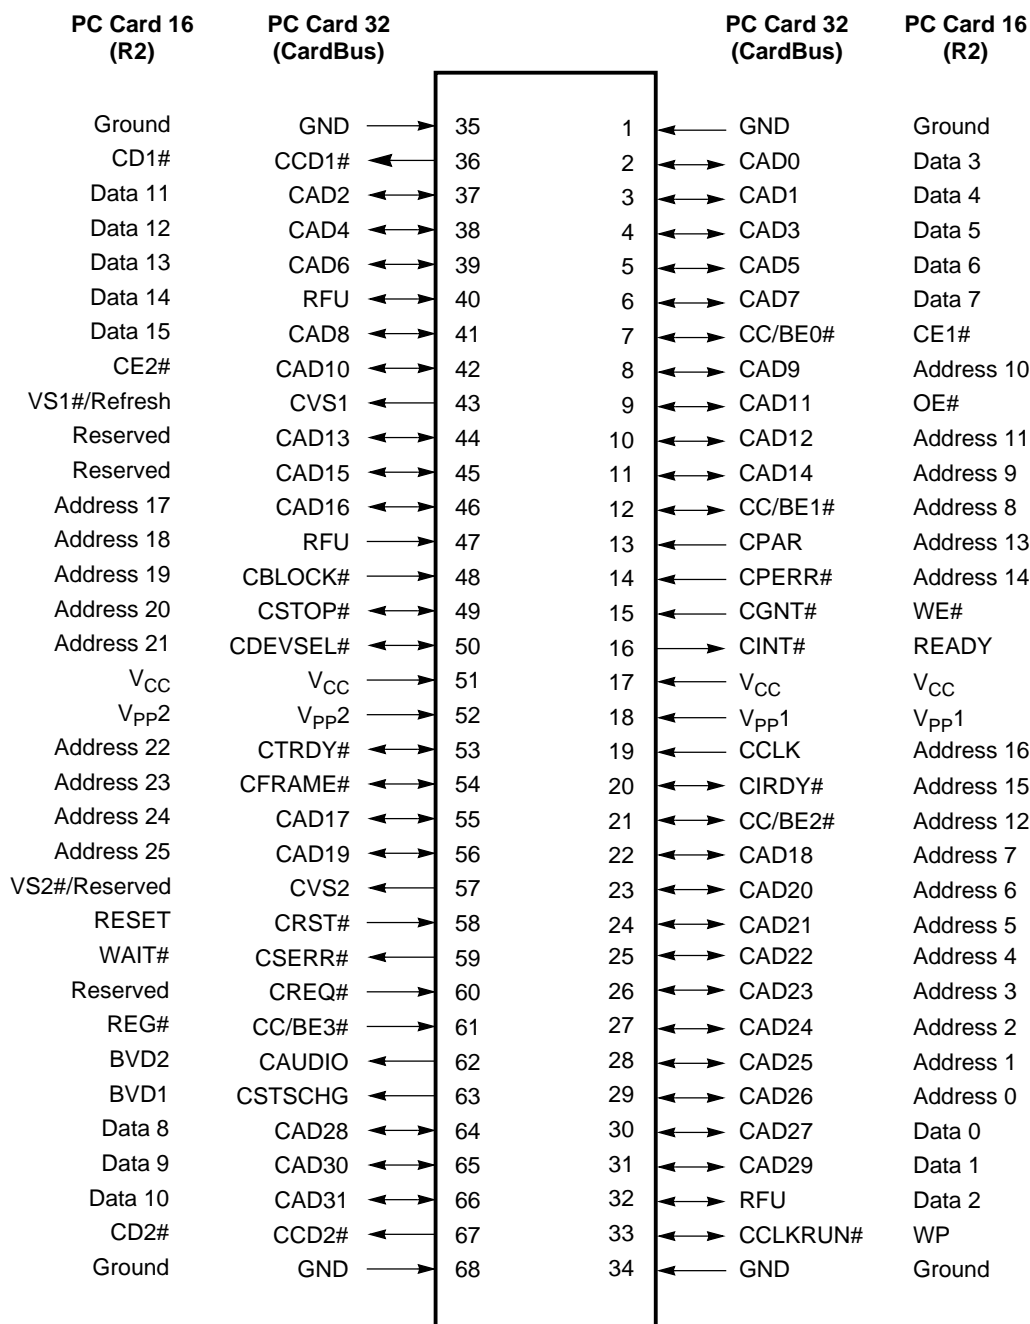 PC Card 16 PC Card 32 PC Card 32 PC Card 16
(R2) (CardBus) (CardBus) (R2)
Ground GND 35 1 GND Ground
CD1# CCD1# 36 2 CAD0 Data 3
Data 11 CAD2 37 3 CAD1 Data 4
Data 12 CAD4 38 4 CAD3 Data 5
Data 13 CAD6 39 5 CAD5 Data 6
Data 14 RFU 40 6 CAD7 Data 7
Data 15 CAD8 41 7 CC/BE0# CE1#
CE2# CAD10 42 8 CAD9 Address 10
VS1#/Refresh CVS1 43 9 CAD11 OE#
Reserved CAD13 44 10 CAD12 Address 11
Reserved CAD15 45 11 CAD14 Address 9
Address 17 CAD16 46 12 CC/BE1# Address 8
Address 18 RFU 47 13 CPAR Address 13
Address 19 CBLOCK# 48 14 CPERR# Address 14
Address 20 CSTOP# 49 15 CGNT# WE#
Address 21 CDEVSEL# 50 16 CINT# READY
VCC VCC 51 17 VCC VCC
VPP2 VPP2 52 18 VPP1 VPP1
Address 22 CTRDY# 53 19 CCLK Address 16
Address 23 CFRAME# 54 20 CIRDY# Address 15
Address 24 CAD17 55 21 CC/BE2# Address 12
Address 25 CAD19 56 22 CAD18 Address 7
VS2#/Reserved CVS2 57 23 CAD20 Address 6
RESET CRST# 58 24 CAD21 Address 5
WAIT# CSERR# 59 25 CAD22 Address 4
Reserved CREQ# 60 26 CAD23 Address 3
REG# CC/BE3# 61 27 CAD24 Address 2
BVD2 CAUDIO 62 28 CAD25 Address 1
BVD1 CSTSCHG 63 29 CAD26 Address 0
Data 8 CAD28 64 30 CAD27 Data 0
Data 9 CAD30 65 31 CAD29 Data 1
Data 10 CAD31 66 32 RFU Data 2
CD2# CCD2# 67 33 CCLKRUN# WP
Ground GND 68 34 GND Ground